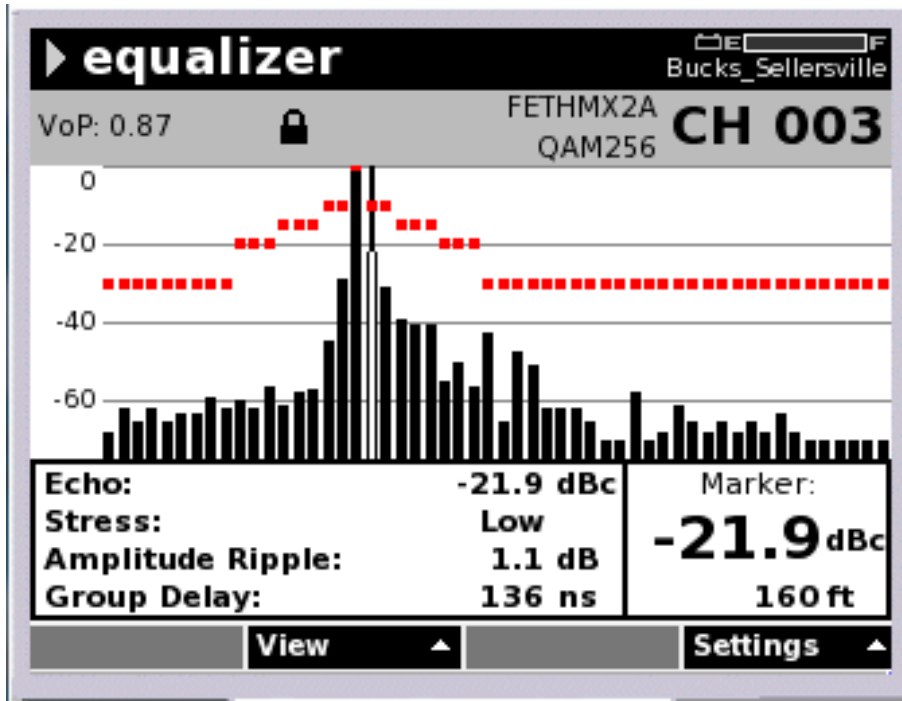 equalizer
E F
Bucks_Sellersville
VoP: 0.87
FETHMX2A
QAM256
CH 003
0
-20
-40
-60
Echo: -21.9 dBc
Stress: Low
Amplitude Ripple: 1.1 dB
Group Delay: 136 ns
Marker:
-21.9 dBc
160 ft
View
Settings